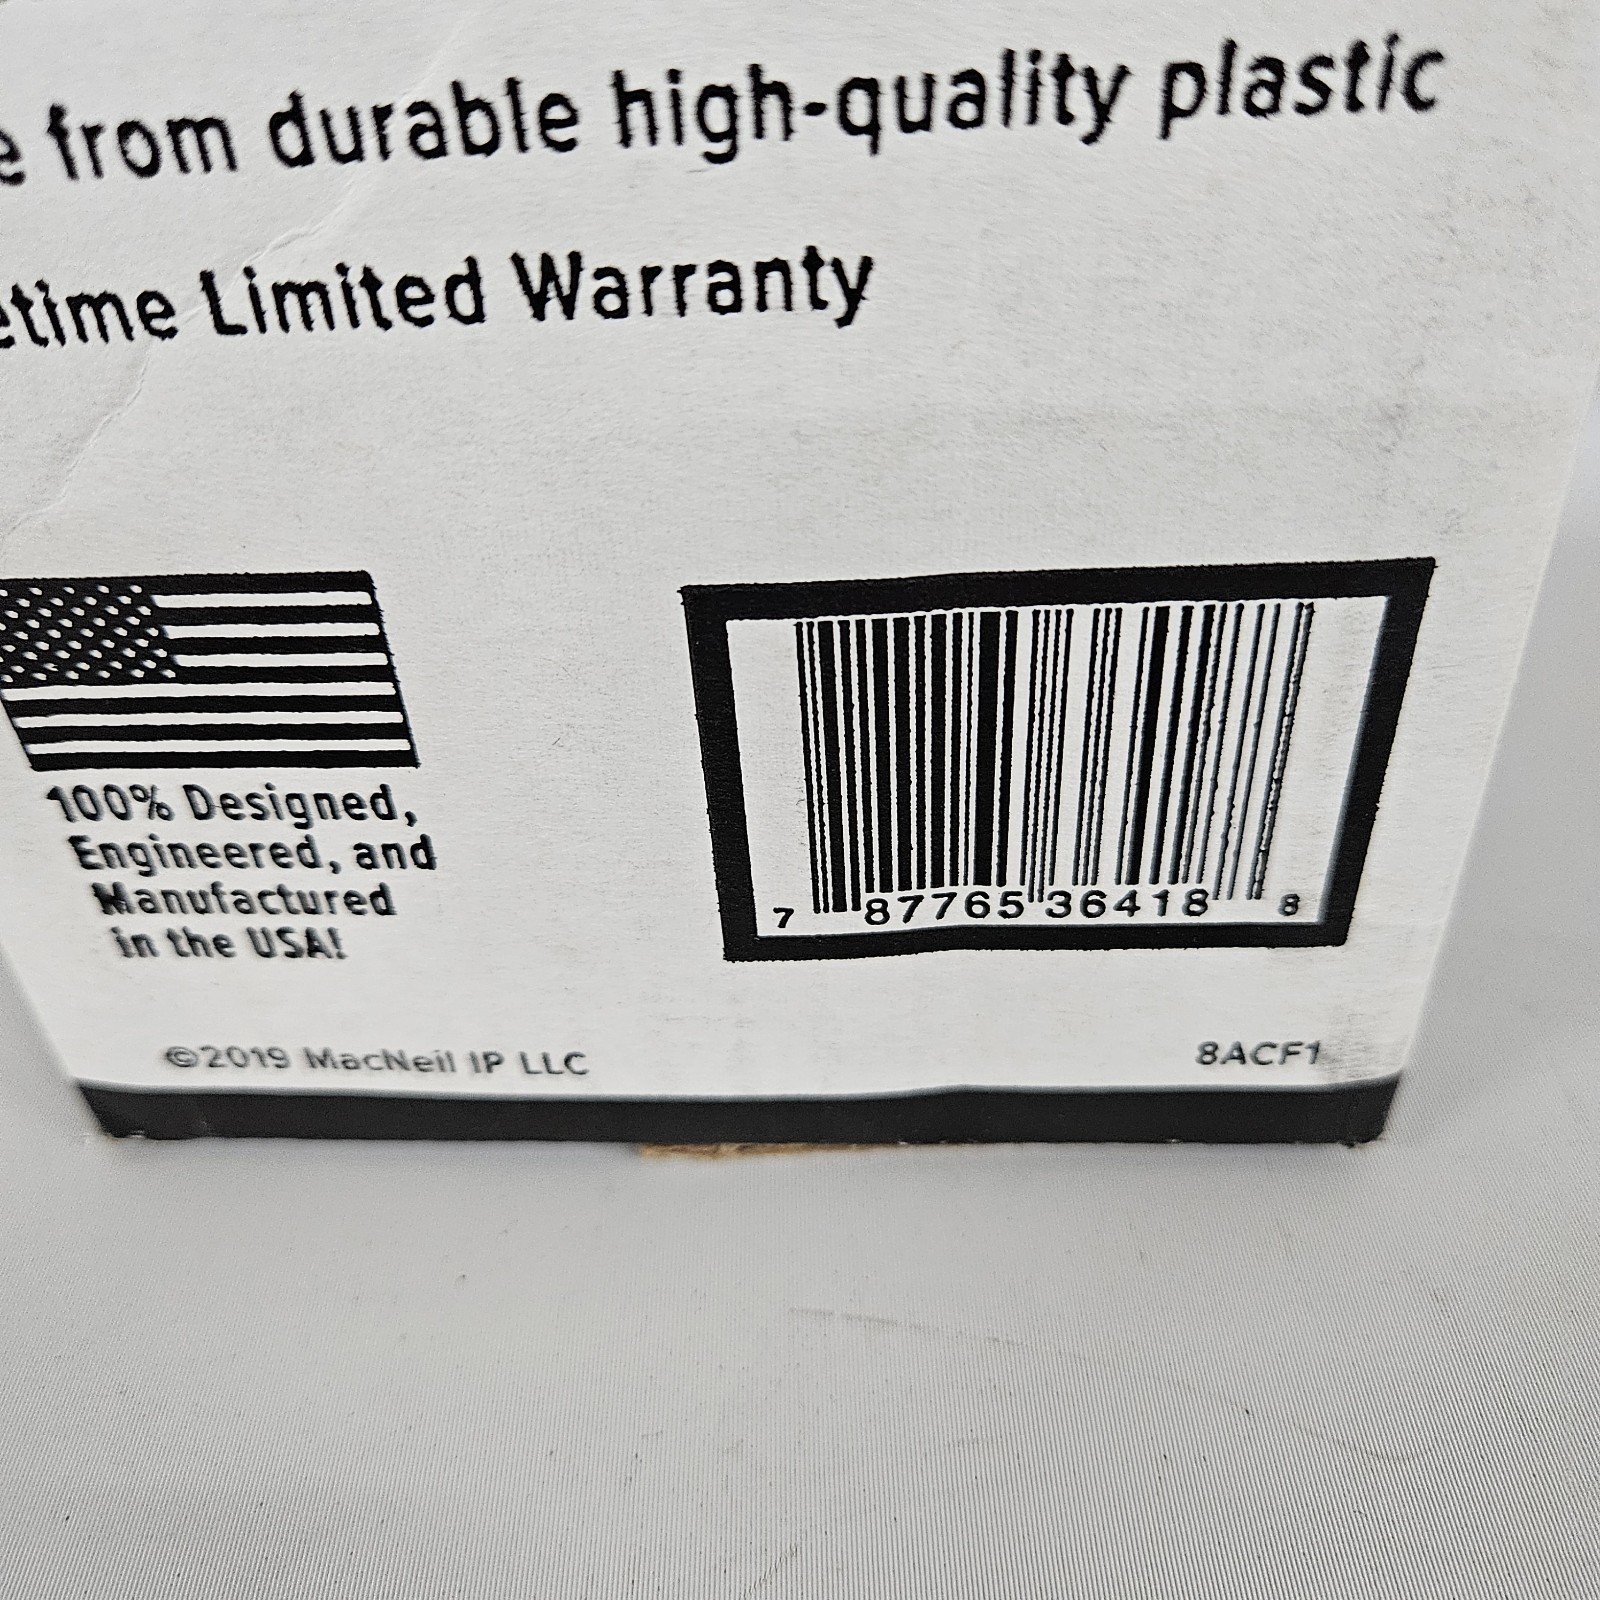 from durable high-quality plastic
Limited Warranty
100% Designed,
Engineered, and
Manufactured
in the USA!
7 87765 36418 8
©2019 MacNeil IP LLC
8ACF1